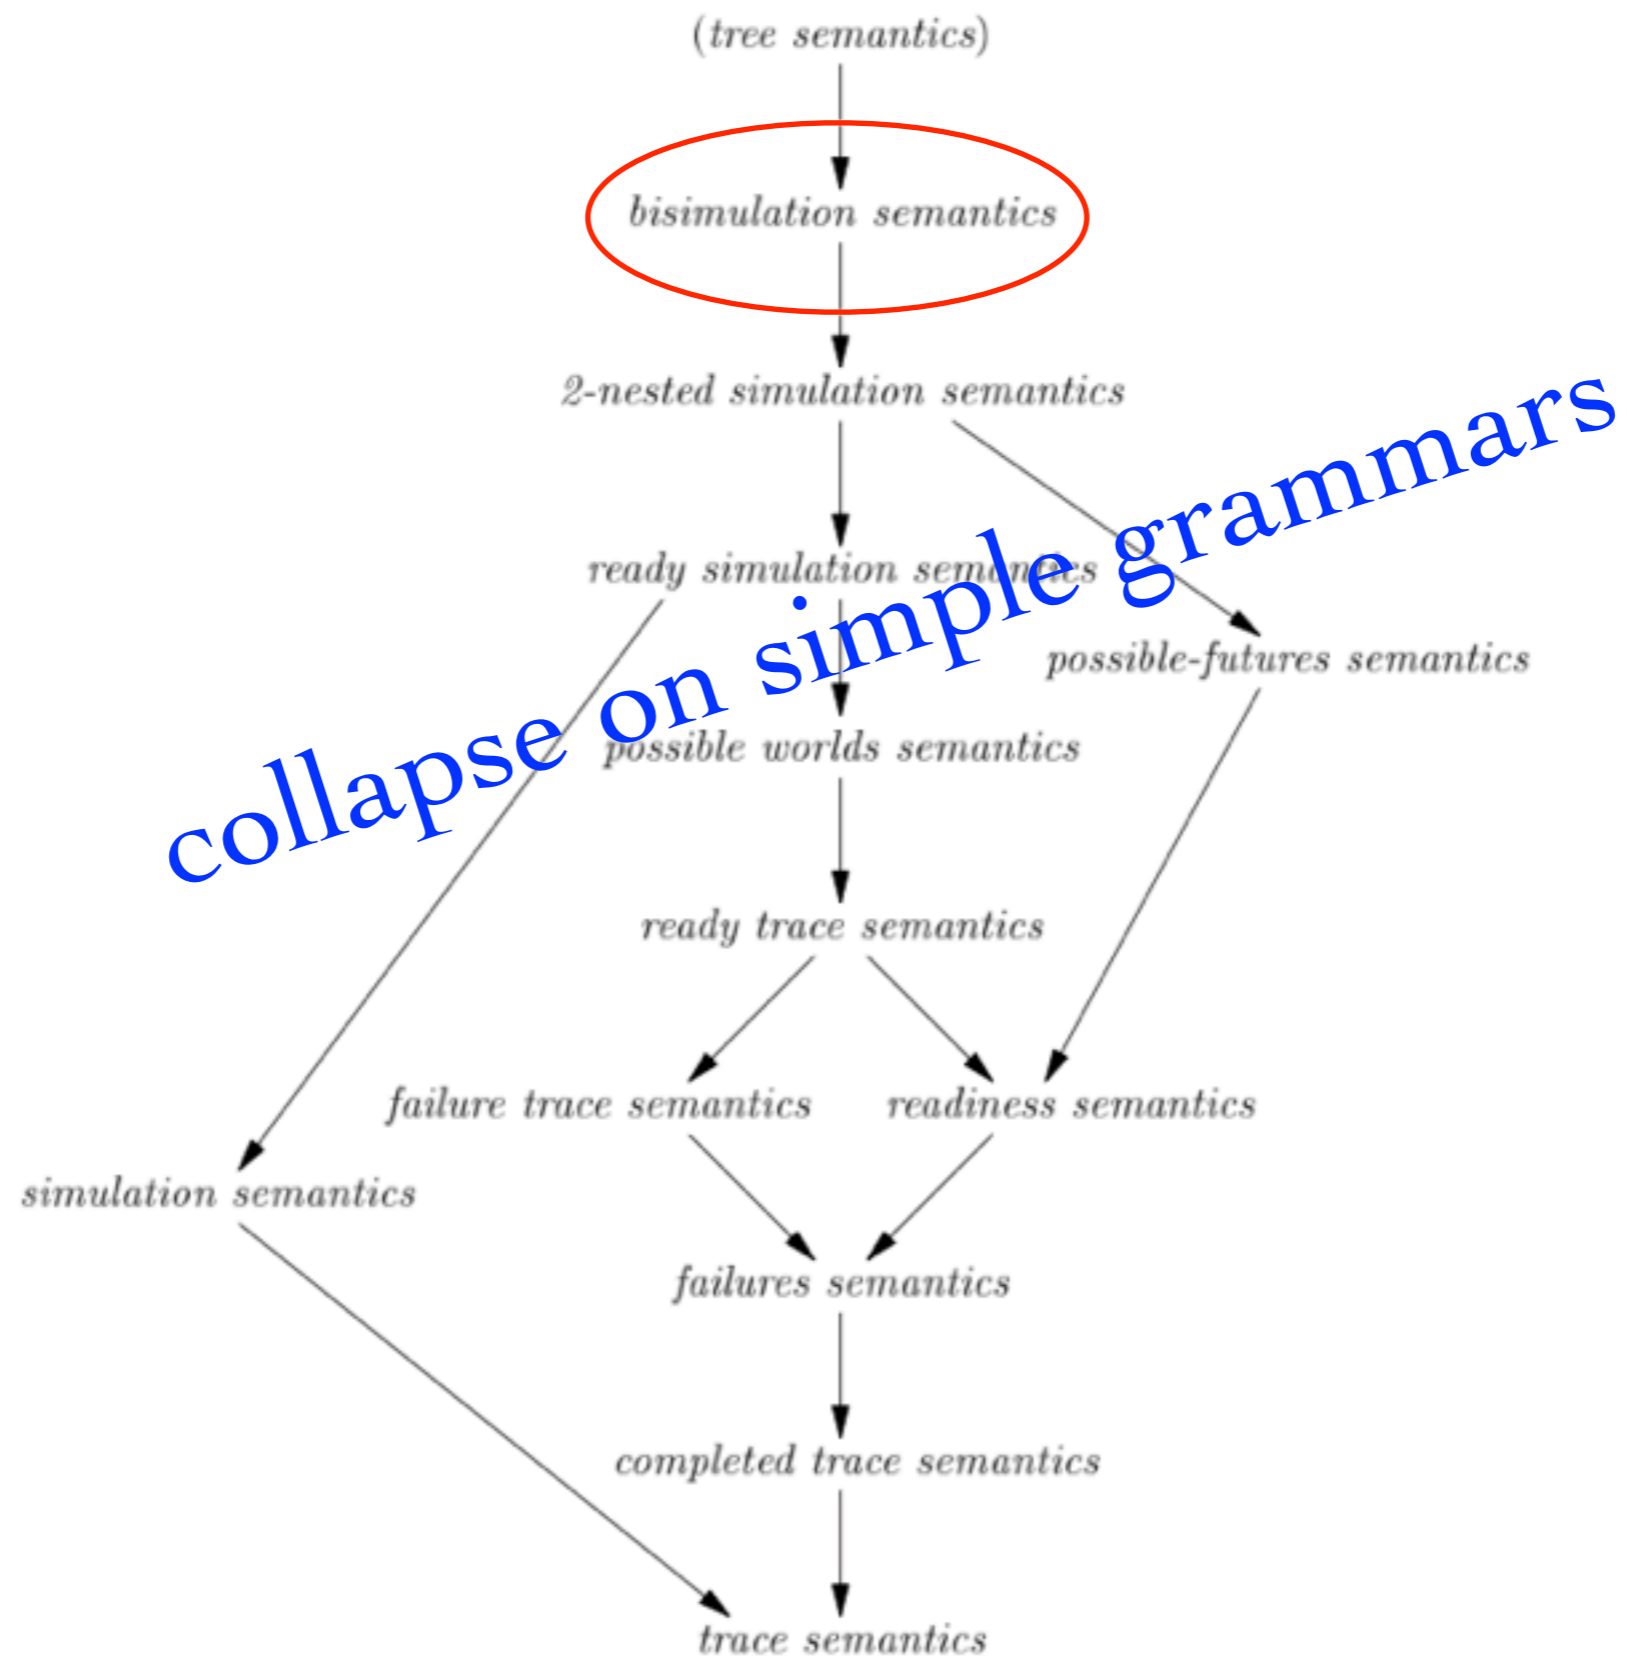 (tree semantics)
bisimulation semantics
2-nested simulation semantics
collapse on simple grammars
ready simulation semantics
possible-futures semantics
possible worlds semantics
ready trace semantics
failure trace semantics
readiness semantics
simulation semantics
failures semantics
completed trace semantics
trace semantics